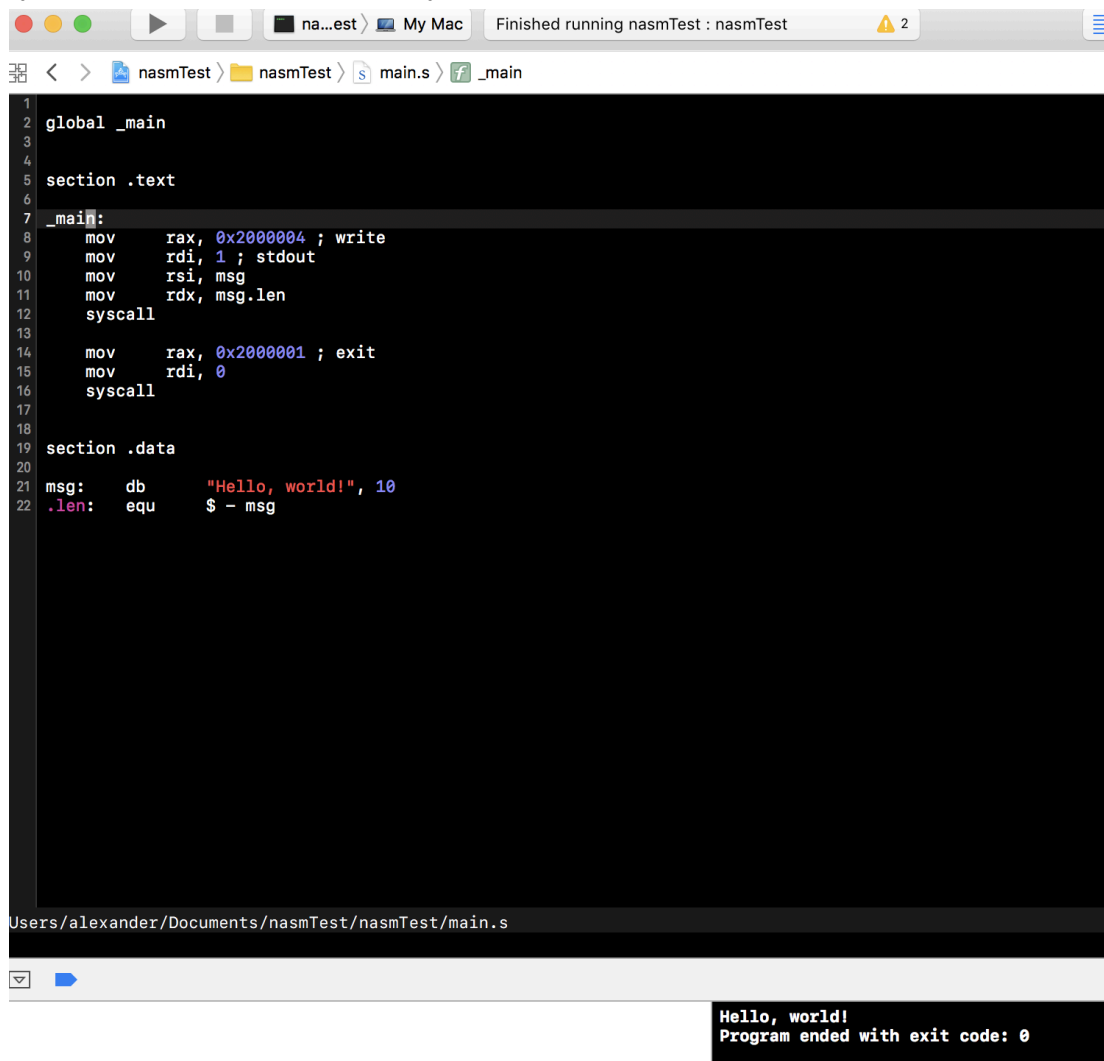 na...est 〉 My Mac Finished running nasmTest : nasmTest 2
nasmTest 〉 nasmTest 〉 s main.s 〉 f _main
1
2 global _main
3
4
5 section .text
6
7 _main:
8 mov rax, 0x2000004 ; write
9 mov rdi, 1 ; stdout
10 mov rsi, msg
11 mov rdx, msg.len
12 syscall
13
14 mov rax, 0x2000001 ; exit
15 mov rdi, 0
16 syscall
17
18
19 section .data
20
21 msg: db "Hello, world!", 10
22 .len: equ $ - msg
Users/alexander/Documents/nasmTest/nasmTest/main.s
Hello, world!
Program ended with exit code: 0